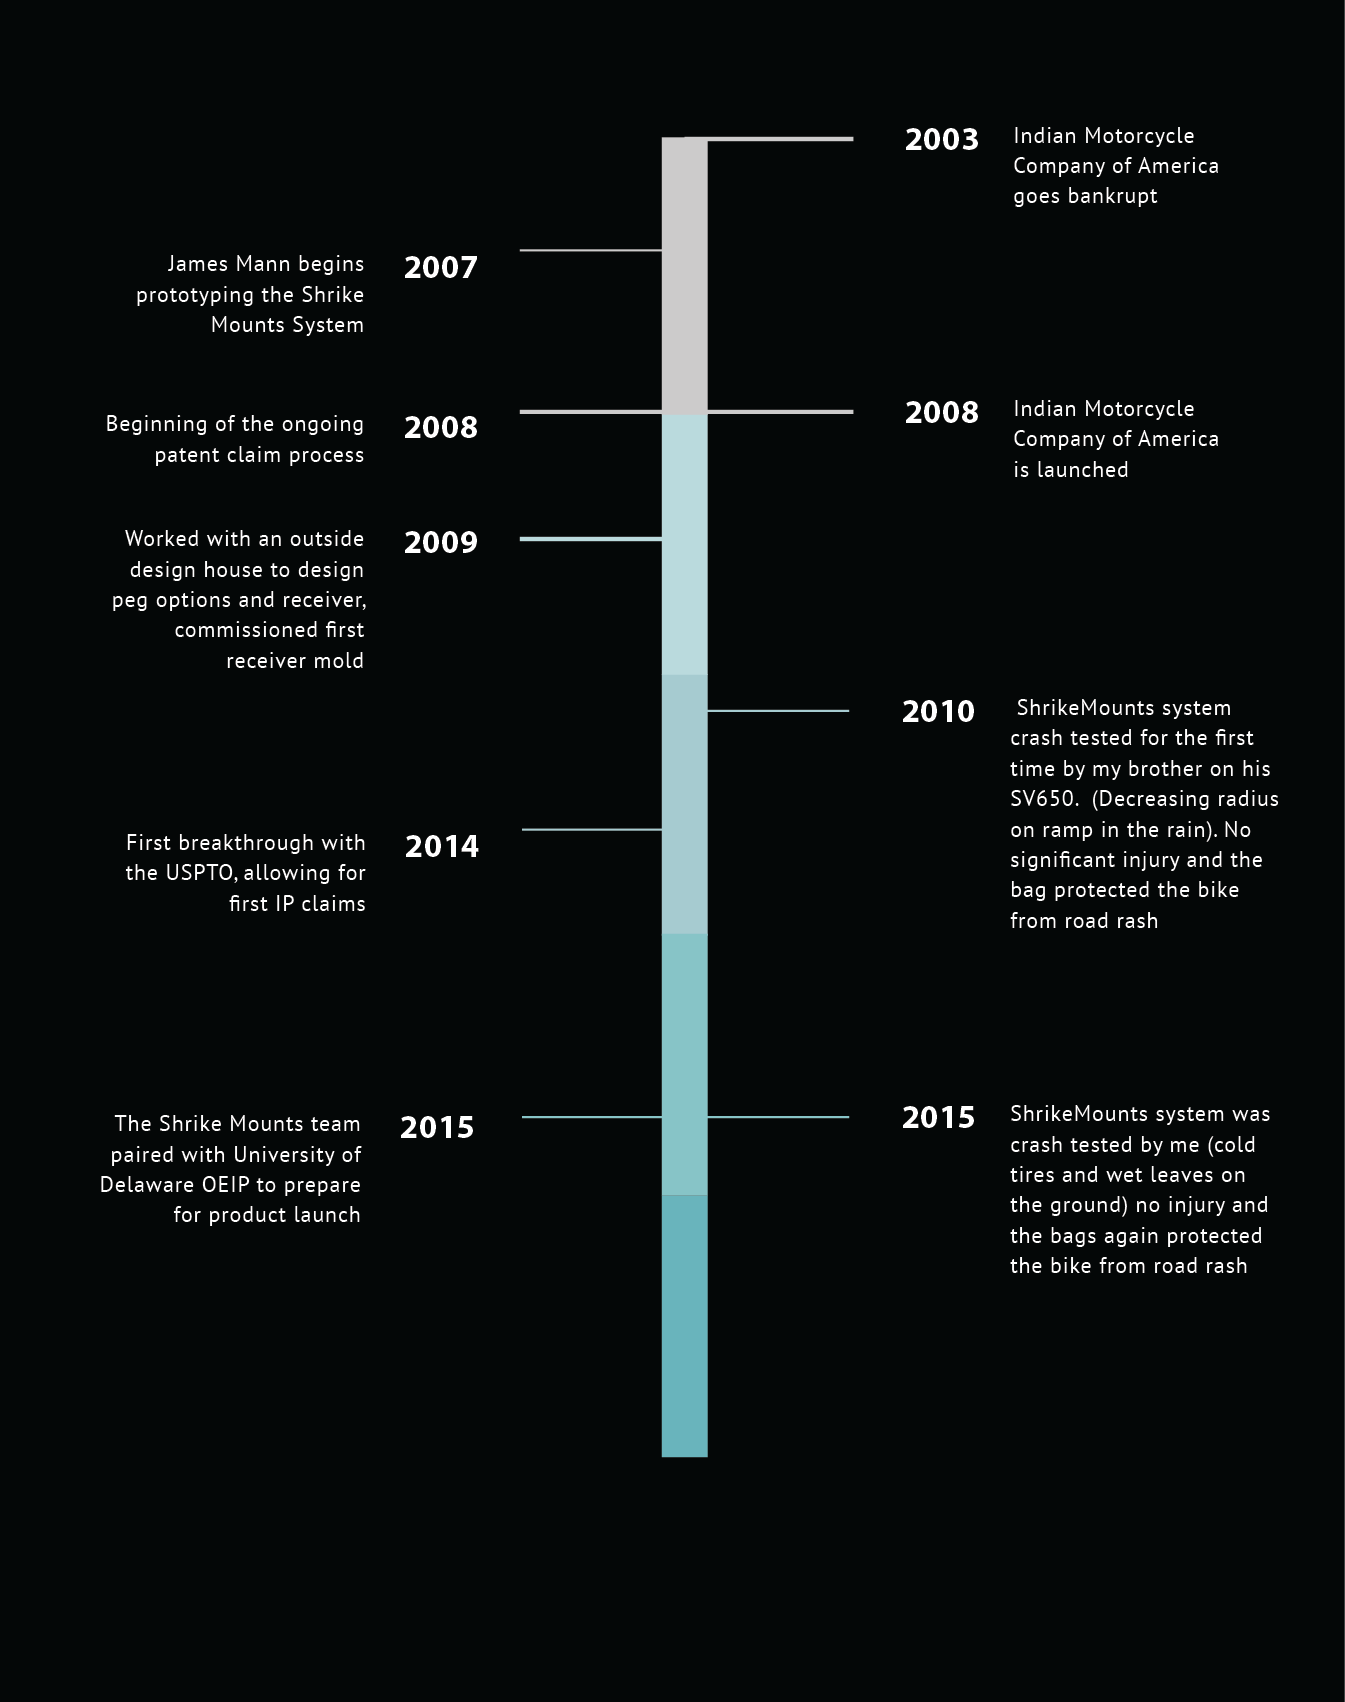 2003
Indian Motorcycle
Company of America
goes bankrupt
James Mann begins
prototyping the Shrike
Mounts System
2007
Beginning of the ongoing
patent claim process
2008
2008
Indian Motorcycle
Company of America
is launched
Worked with an outside
design house to design
peg options and receiver,
commissioned first
receiver mold
2009
2010
ShrikeMounts system
crash tested for the first
time by my brother on his
SV650.  (Decreasing radius
on ramp in the rain). No
significant injury and the
bag protected the bike
from road rash
First breakthrough with
the USPTO, allowing for
first IP claims
2014
The Shrike Mounts team
paired with University of
Delaware OEIP to prepare
for product launch
2015
2015
ShrikeMounts system was
crash tested by me (cold
tires and wet leaves on
the ground) no injury and
the bags again protected
the bike from road rash